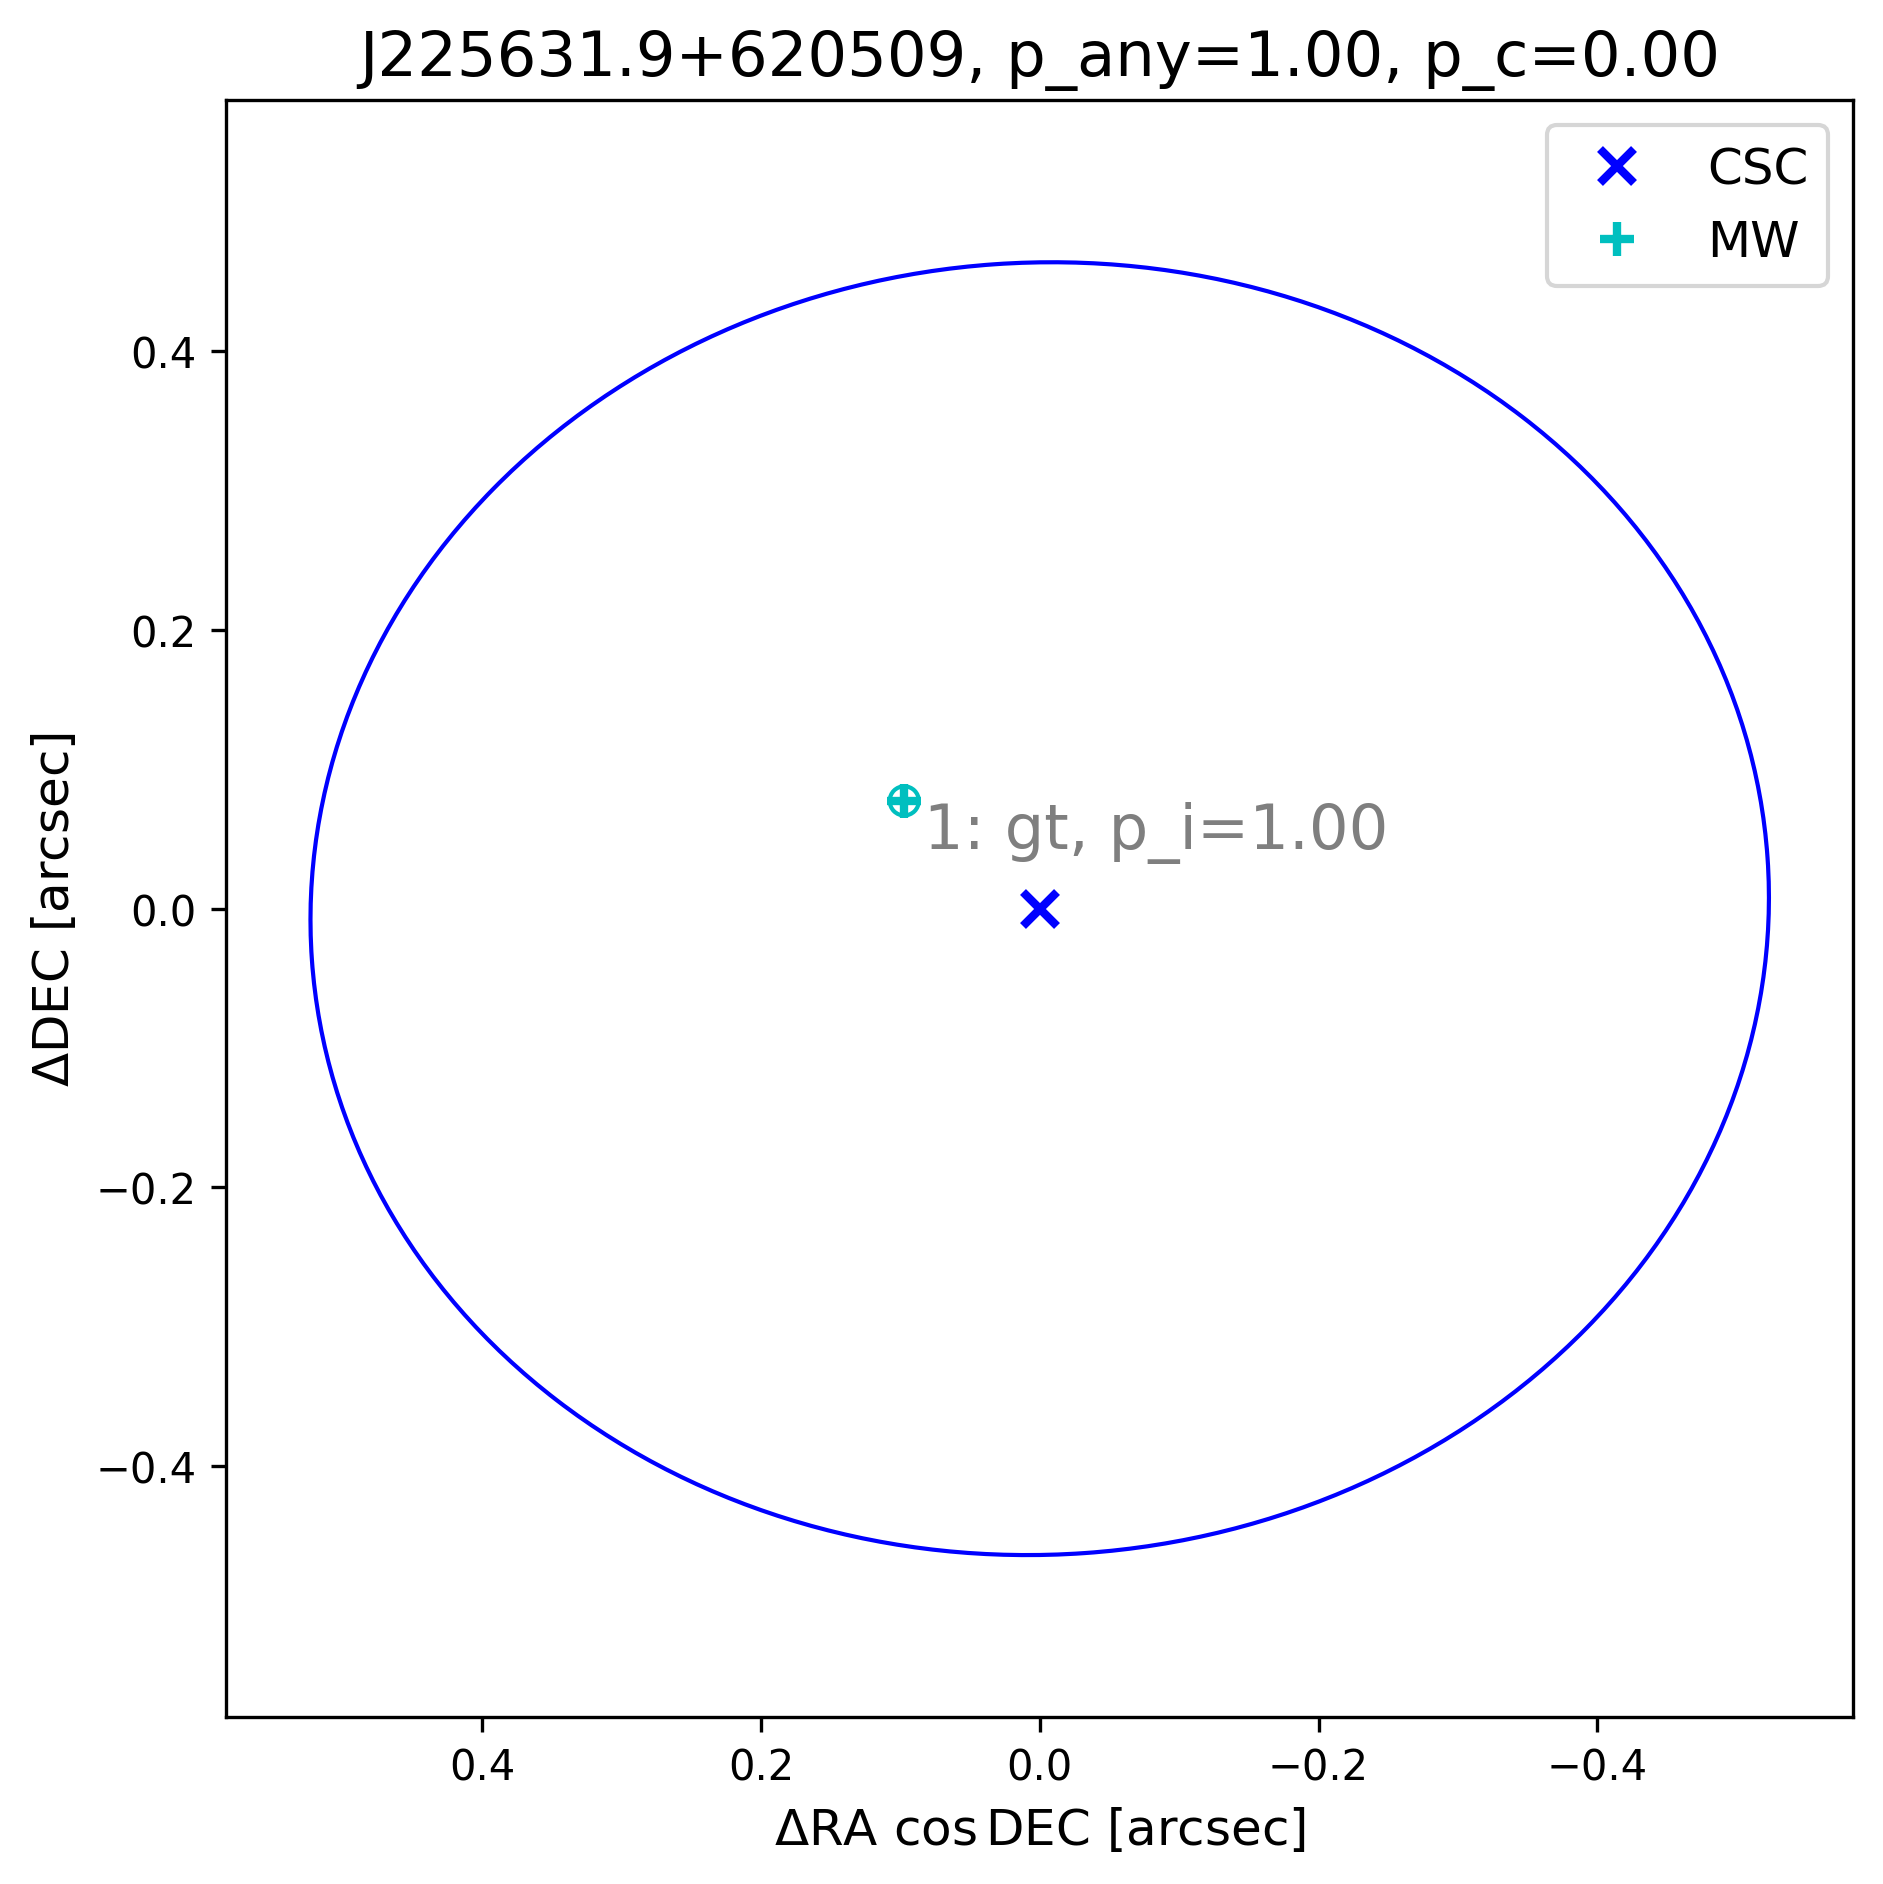 J225631.9+620509, p_any=1.00, p_c=0.00
CSC
MW
0.4
0.2
0.0
−0.2
−0.4
ΔDEC [arcsec]
1: gt, p_i=1.00
0.4
0.2
0.0
−0.2
−0.4
ΔRA cos DEC [arcsec]